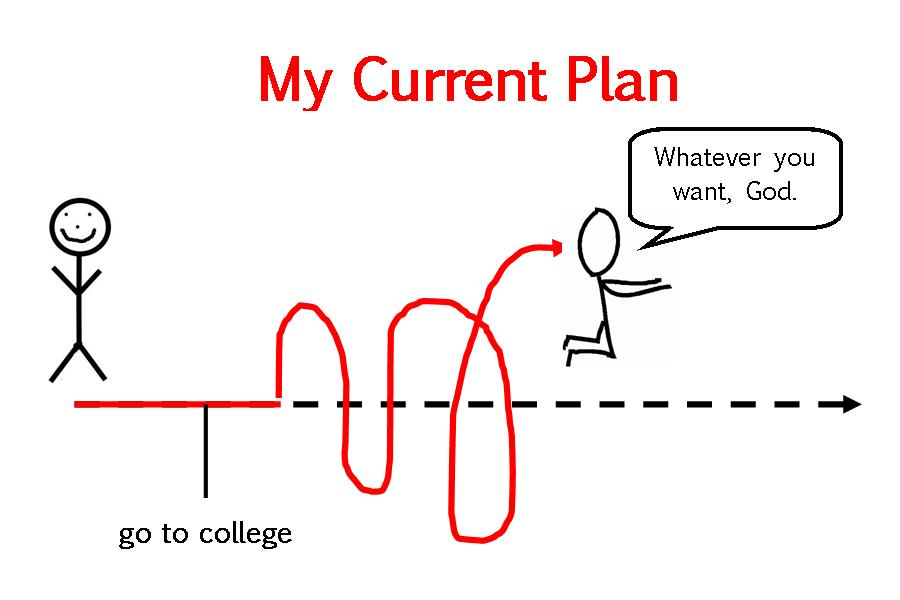 My Current Plan
Whatever you
want, God.
go to college